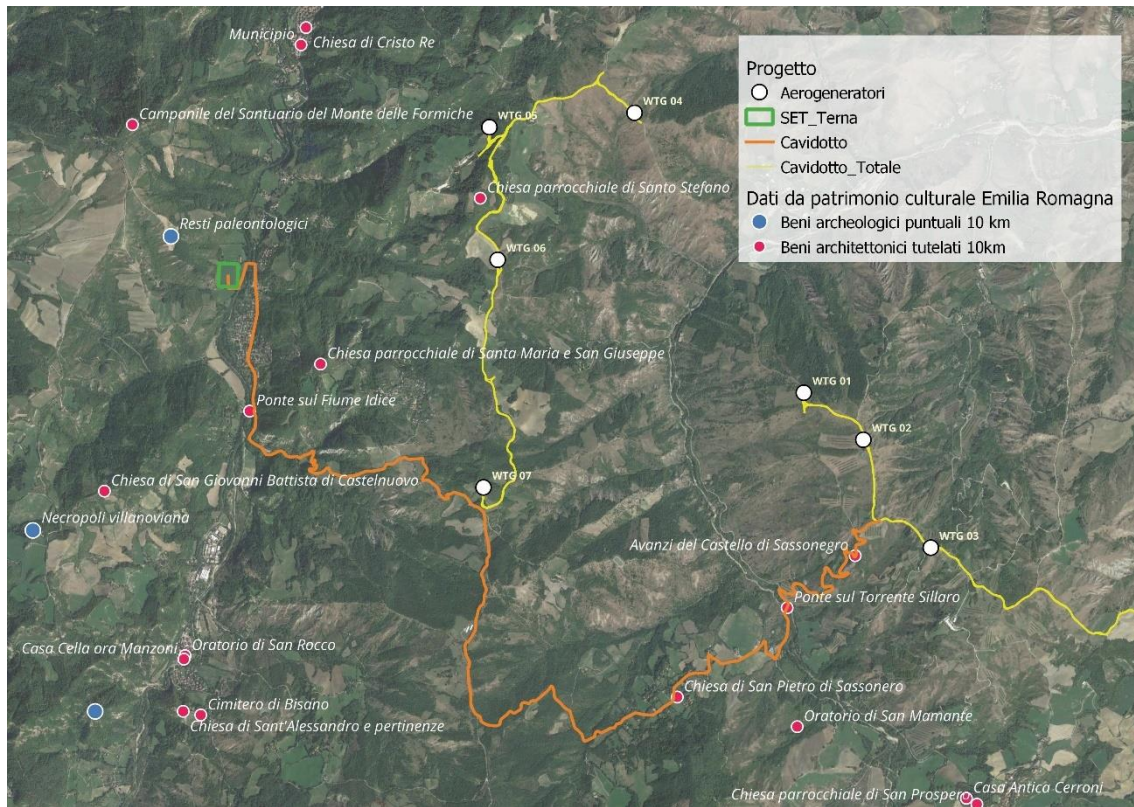 Municipio
Chiesa di Cristo Re
Campanile del Santuario del Monte delle Formiche
WTG 05
WTG 04
Progetto
Aerogeneratori
SET_Terna
Cavidotto
Cavidotto_Totale
Dati da patrimonio culturale Emilia Romagna
Beni archeologici puntuali 10 km
Beni architettonici tutelati 10km
Chiesa parrocchiale di Santo Stefano
Resti paleontologici
WTG 06
Chiesa parrocchiale di Santa Maria e San Giuseppe
WTG 01
Ponte sul Fiume Idice
WTG 02
WTG 07
Chiesa di San Giovanni Battista di Castelnuovo
Necropoli villanoviana
Avanzi del Castello di Sassonegro
WTG 03
Ponte sul Torrente Sillaro
Casa Cella ora Manzoni
Oratorio di San Rocco
Chiesa di San Pietro di Sassonero
Cimitero di Bisano
Chiesa di Sant'Alessandro e pertinenze
Oratorio di San Mamante
Chiesa parrocchiale di San Prospero
Casa Antica Cerroni